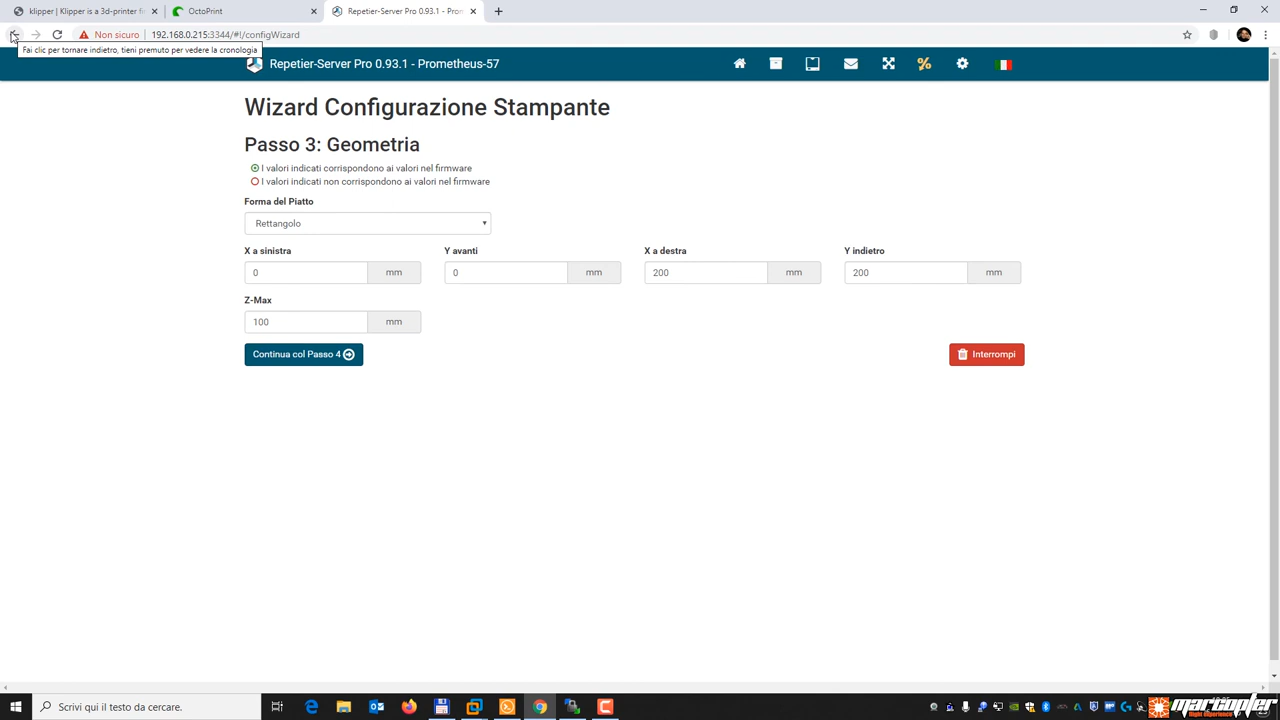 klipper | Klipper is a 3d-printer fi
OctoPrint
Repetier-Server Pro 0.93.1 - Pro
Non sicuro
192.168.0.215:3344/#!/configWizard
Fai clic per tornare indietro, tieni premuto per vedere la cronologia
Repetier-Server Pro 0.93.1 - Prometheus-57
Wizard Configurazione Stampante
Passo 3: Geometria
I valori indicati corrispondono ai valori nel firmware
I valori indicati non corrispondono ai valori nel firmware
Forma del Piatto
Rettangolo
X a sinistra Y avanti X a destra Y indietro
0 mm 0 mm 200 mm 200 mm
Z-Max
100 mm
Continua col Passo 4 Interrompi
Scrivi qui il testo da cercare.
marcopter